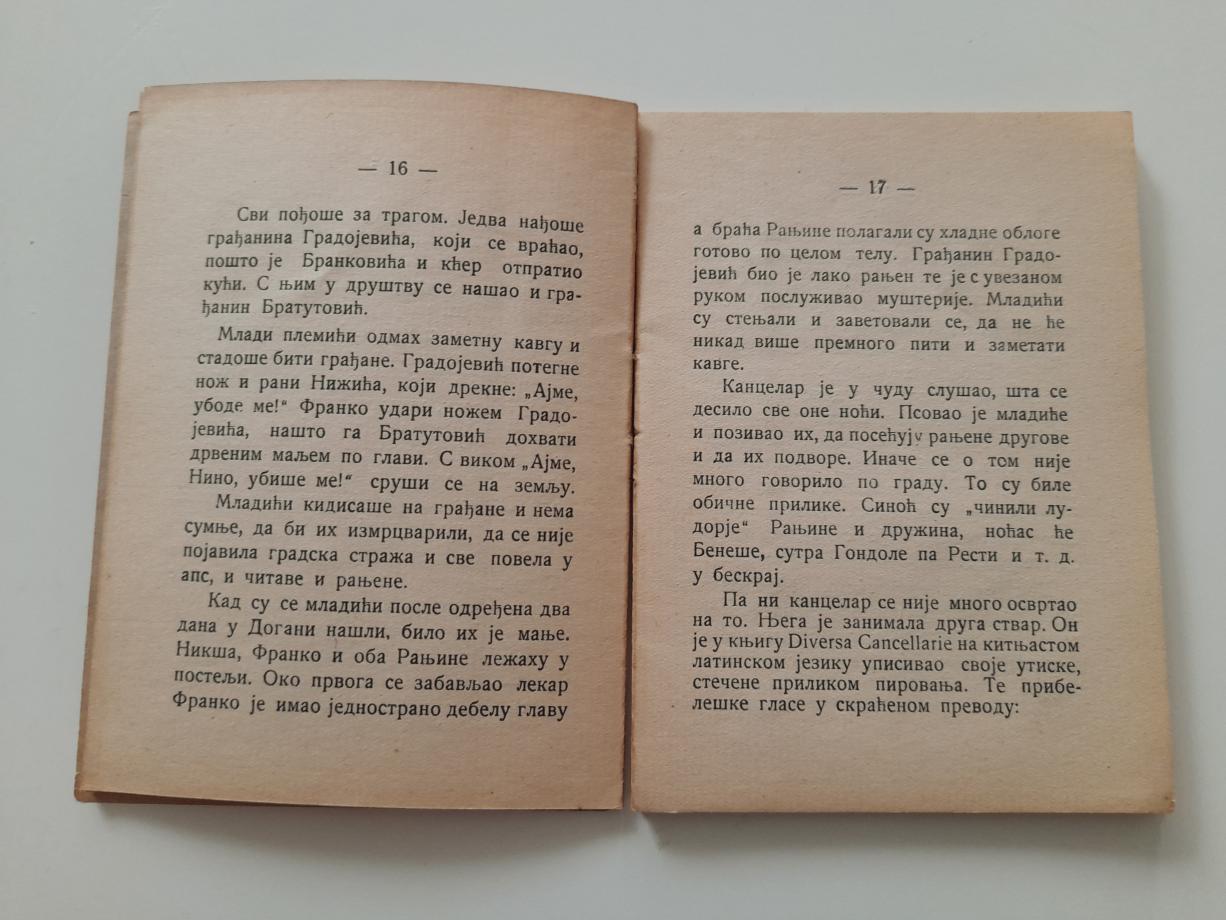 — 16 —
Сви пођоше за трагом. Једва нађоше
грађанина Градојевића, који се враћао,
пошто је Бранковића и кћер отпратио
кући. С њим у друштву се нашао и гра-
ђанин Братутовић.
Млади племићи одмах заметну кавгу и
стадоше бити грађане. Градојевић потегне
нож и рани Нижића, који дрекне: „Ајме,
убоде ме!“ Франко удари ножем Градо-
јевића, нашто га Братутовић дохвати
дрвеним маљем по глави. С виком „Ајме,
Нино, убише ме!“ сруши се на земљу.
Младићи кидисаше на грађане и нема
сумње, да би их измрцварили, да се није
појавила градска стража и све повела у
апс, и читаве и рањене.
Кад су се младићи после одређена два
дана у Догани нашли, било их је мање.
Никша, Франко и оба Рањине лежаху у
постељи. Око првога се забављао лекар
Франко је имао једнострано дебелу главу
— 17 —
а браћа Рањине полагали су хладне облоге
готово по целом телу. Грађанин Градо-
јевић био је лако рањен те је с увезаном
руком послуживао муштерије. Младићи
су стењали и заветовали се, да не ће
никад више премного пити и заметати
кавге.
Канцелар је у чуду слушао, шта се
десило све оне ноћи. Псовао је младиће
и позивао их, да посећују рањене другове
и да их подворе. Иначе се о том није
много говорило по граду. То су биле
обичне прилике. Синоћ су „чинили лу-
дорје“ Рањине и дружина, ноћас ће
Бенеше, сутра Гондоле па Рести и т. д.
у бескрај.
Па ни канцелар се није много освртао
на то. Њега је занимала друга ствар. Он
је у књигу Diversa Cancellarie на китњастом
латинском језику уписивао своје утиске,
стечене приликом пировања. Те прибе-
лешке гласе у скраћеном преводу: